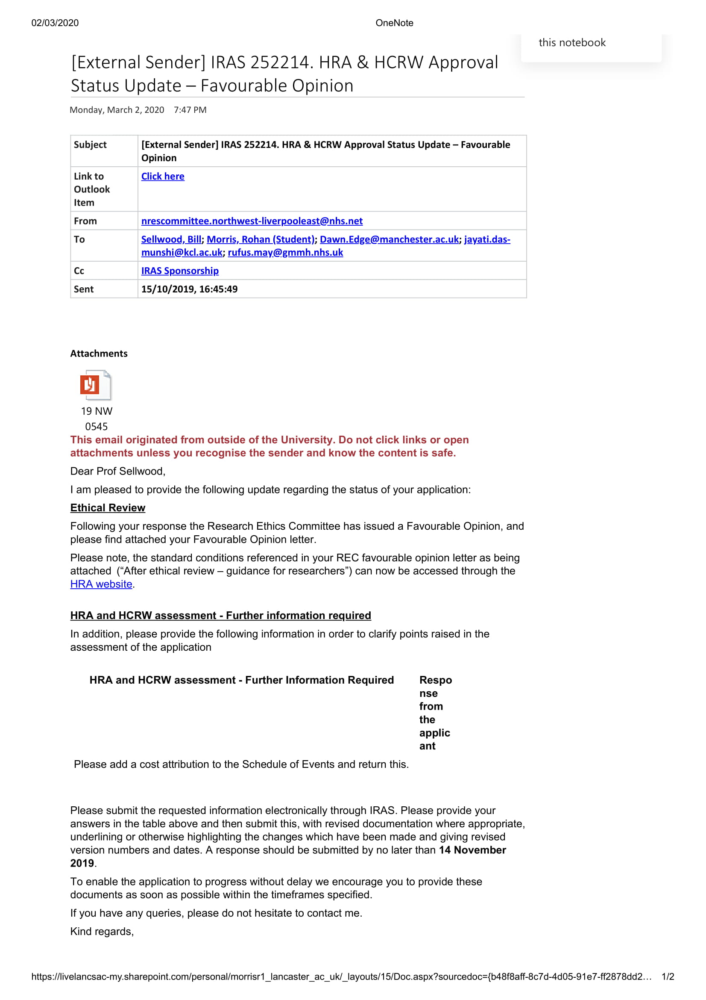 02/03/2020 OneNote
this notebook
[External Sender] IRAS 252214. HRA & HCRW Approval
Status Update – Favourable Opinion
Monday, March 2, 2020 7:47 PM
Subject [External Sender] IRAS 252214. HRA & HCRW Approval Status Update – Favourable
Opinion
Link to Click here
Outlook
Item
From nrescommittee.northwest-liverpooleast@nhs.net
To Sellwood, Bill; Morris, Rohan (Student); Dawn.Edge@manchester.ac.uk; jayati.das-
munshi@kcl.ac.uk; rufus.may@gmmh.nhs.uk
Cc IRAS Sponsorship
Sent 15/10/2019, 16:45:49
Attachments
19 NW
0545
This email originated from outside of the University. Do not click links or open
attachments unless you recognise the sender and know the content is safe.
Dear Prof Sellwood,
I am pleased to provide the following update regarding the status of your application:
Ethical Review
Following your response the Research Ethics Committee has issued a Favourable Opinion, and
please find attached your Favourable Opinion letter.
Please note, the standard conditions referenced in your REC favourable opinion letter as being
attached (“After ethical review – guidance for researchers”) can now be accessed through the
HRA website.
HRA and HCRW assessment - Further information required
In addition, please provide the following information in order to clarify points raised in the
assessment of the application
HRA and HCRW assessment - Further Information Required Respo
nse
from
the
applic
ant
Please add a cost attribution to the Schedule of Events and return this.
Please submit the requested information electronically through IRAS. Please provide your
answers in the table above and then submit this, with revised documentation where appropriate,
underlining or otherwise highlighting the changes which have been made and giving revised
version numbers and dates. A response should be submitted by no later than 14 November
2019.
To enable the application to progress without delay we encourage you to provide these
documents as soon as possible within the timeframes specified.
If you have any queries, please do not hesitate to contact me.
Kind regards,
https://livelancsac-my.sharepoint.com/personal/morrisr1_lancaster_ac_uk/_layouts/15/Doc.aspx?sourcedoc={b48f8aff-8c7d-4d05-91e7-ff2878dd2… 1/2